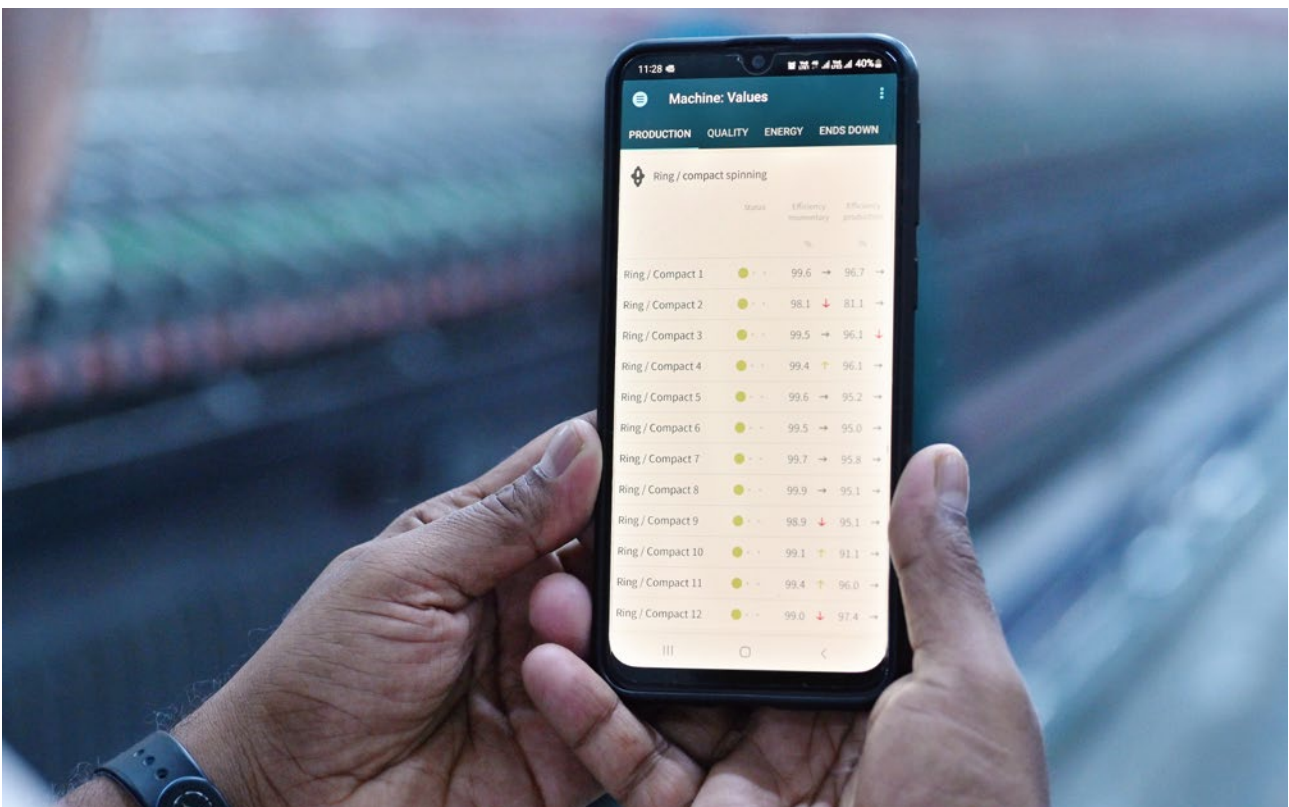 11:28 40%
Machine: Values
PRODUCTION QUALITY ENERGY ENDS DOWN
Ring / compact spinning
Status Efficiency Efficiency
momentary production
% %
Ring / Compact 1 99.6 → 96.7 →
Ring / Compact 2 98.1 ↓ 81.1 →
Ring / Compact 3 99.5 → 96.1 ↓
Ring / Compact 4 99.4 ↑ 96.1 →
Ring / Compact 5 99.6 → 95.2 →
Ring / Compact 6 99.5 → 95.0 →
Ring / Compact 7 99.7 → 95.8 →
Ring / Compact 8 99.9 → 95.1 →
Ring / Compact 9 98.9 ↓ 95.1 →
Ring / Compact 10 99.1 ↑ 91.1 →
Ring / Compact 11 99.4 ↑ 96.0 →
Ring / Compact 12 99.0 ↓ 97.4 →